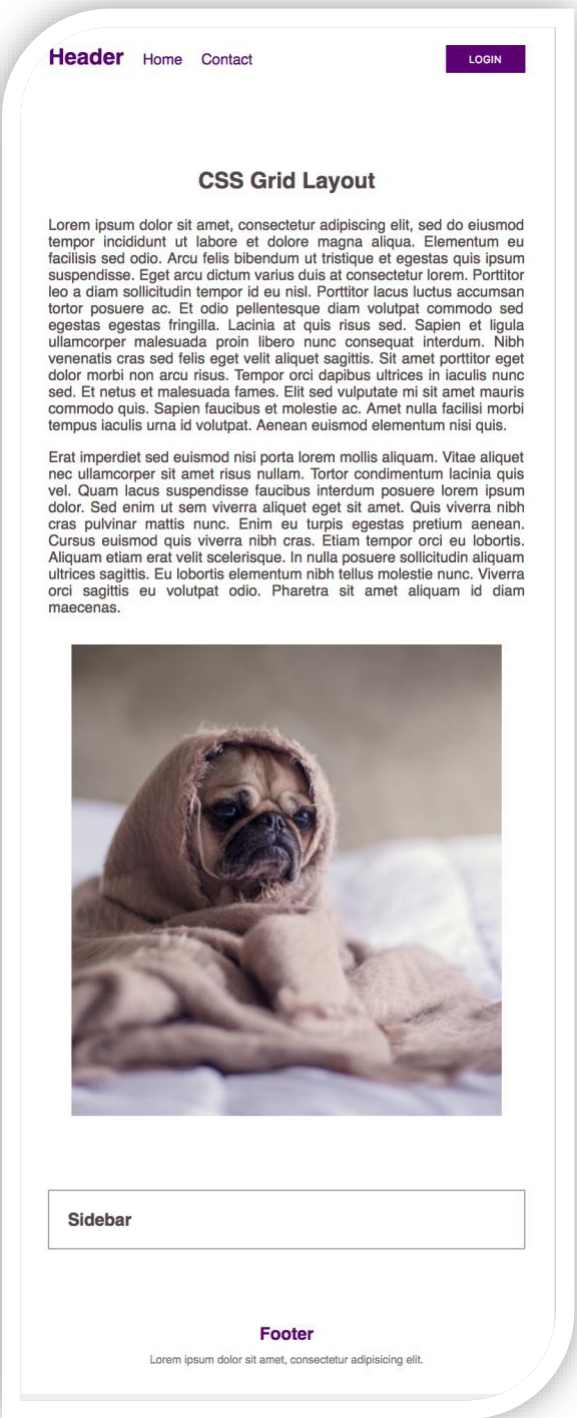 Header Home Contact LOGIN
CSS Grid Layout
Lorem ipsum dolor sit amet, consectetur adipiscing elit, sed do eiusmod
tempor incididunt ut labore et dolore magna aliqua. Elementum eu
facilisis sed odio. Arcu felis bibendum ut tristique et egestas quis ipsum
suspendisse. Eget arcu dictum varius duis at consectetur lorem. Porttitor
leo a diam sollicitudin tempor id eu nisl. Porttitor lacus luctus accumsan
tortor posuere ac. Et odio pellentesque diam volutpat commodo sed
egestas egestas fringilla. Lacinia at quis risus sed. Sapien et ligula
ullamcorper malesuada proin libero nunc consequat interdum. Nibh
venenatis cras sed felis eget velit aliquet sagittis. Sit amet porttitor eget
dolor morbi non arcu risus. Tempor orci dapibus ultrices in iaculis nunc
sed. Et netus et malesuada fames. Elit sed vulputate mi sit amet mauris
commodo quis. Sapien faucibus et molestie ac. Amet nulla facilisi morbi
tempus iaculis urna id volutpat. Aenean euismod elementum nisi quis.
Erat imperdiet sed euismod nisi porta lorem mollis aliquam. Vitae aliquet
nec ullamcorper sit amet risus nullam. Tortor condimentum lacinia quis
vel. Quam lacus suspendisse faucibus interdum posuere lorem ipsum
dolor. Sed enim ut sem viverra aliquet eget sit amet. Quis viverra nibh
cras pulvinar mattis nunc. Enim eu turpis egestas pretium aenean.
Cursus euismod quis viverra nibh cras. Etiam tempor orci eu lobortis.
Aliquam etiam erat velit scelerisque. In nulla posuere sollicitudin aliquam
ultrices sagittis. Eu lobortis elementum nibh tellus molestie nunc. Viverra
orci sagittis eu volutpat odio. Pharetra sit amet aliquam id diam
maecenas.
Sidebar
Footer
Lorem ipsum dolor sit amet, consectetur adipisicing elit.